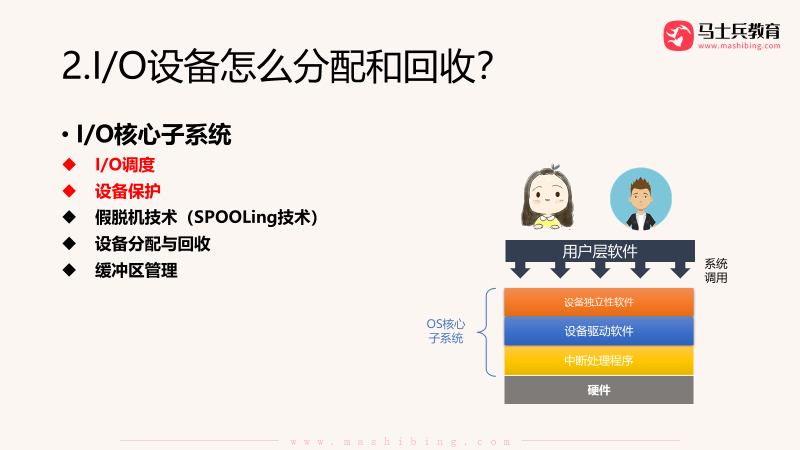 马士兵教育
www.mashibing.com
2.I/O设备怎么分配和回收？
• I/O核心子系统
◆ I/O调度
◆ 设备保护
◆ 假脱机技术（SPOOLing技术）
◆ 设备分配与回收
◆ 缓冲区管理
用户层软件
系统
调用
OS核心
子系统
设备独立性软件
设备驱动软件
中断处理程序
硬件
www.mashibing.com